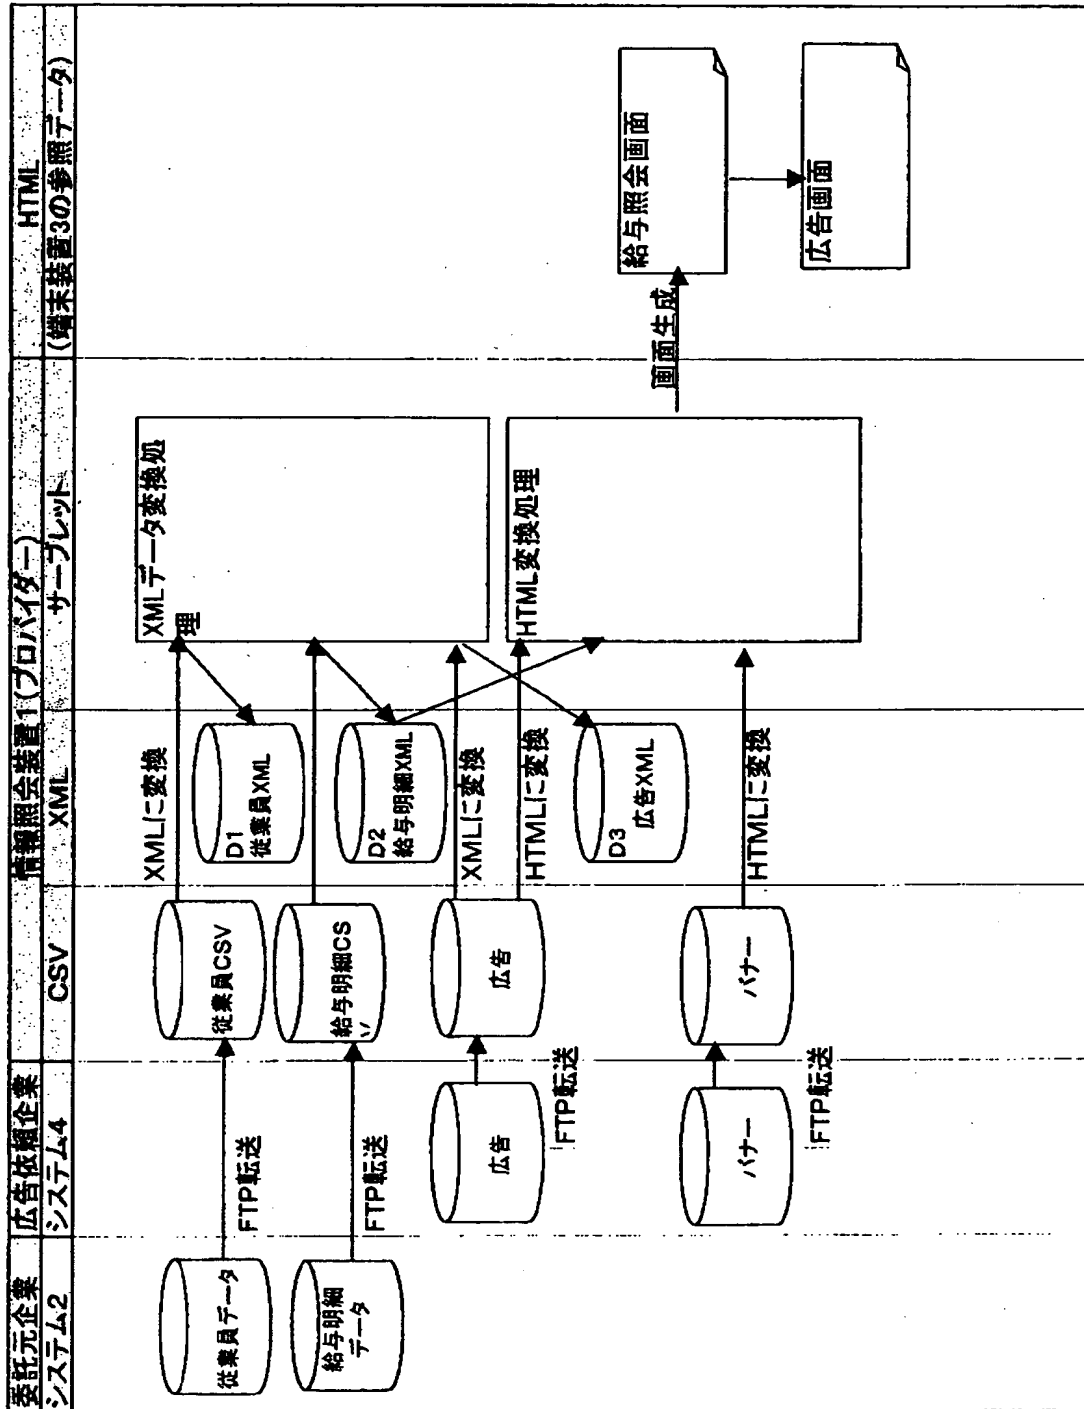 委託元企業
広告依頼企業
情報照会装置1(プロバイダー)
HTML
システム2
システム4
CSV
XML
サーブレット
(端末装置3の参照データ)
従業員データ
FTP転送
従業員CSV
XMLに変換
D1
従業員XML
XMLデータ変換処
理
給与明細
データ
FTP転送
給与明細CS
V
D2
給与明細XML
広告
FTP転送
広告
XMLに変換
HTMLに変換
D3
広告XML
HTML変換処理
バナー
FTP転送
バナー
HTMLに変換
画面生成
給与照会画面
広告画面